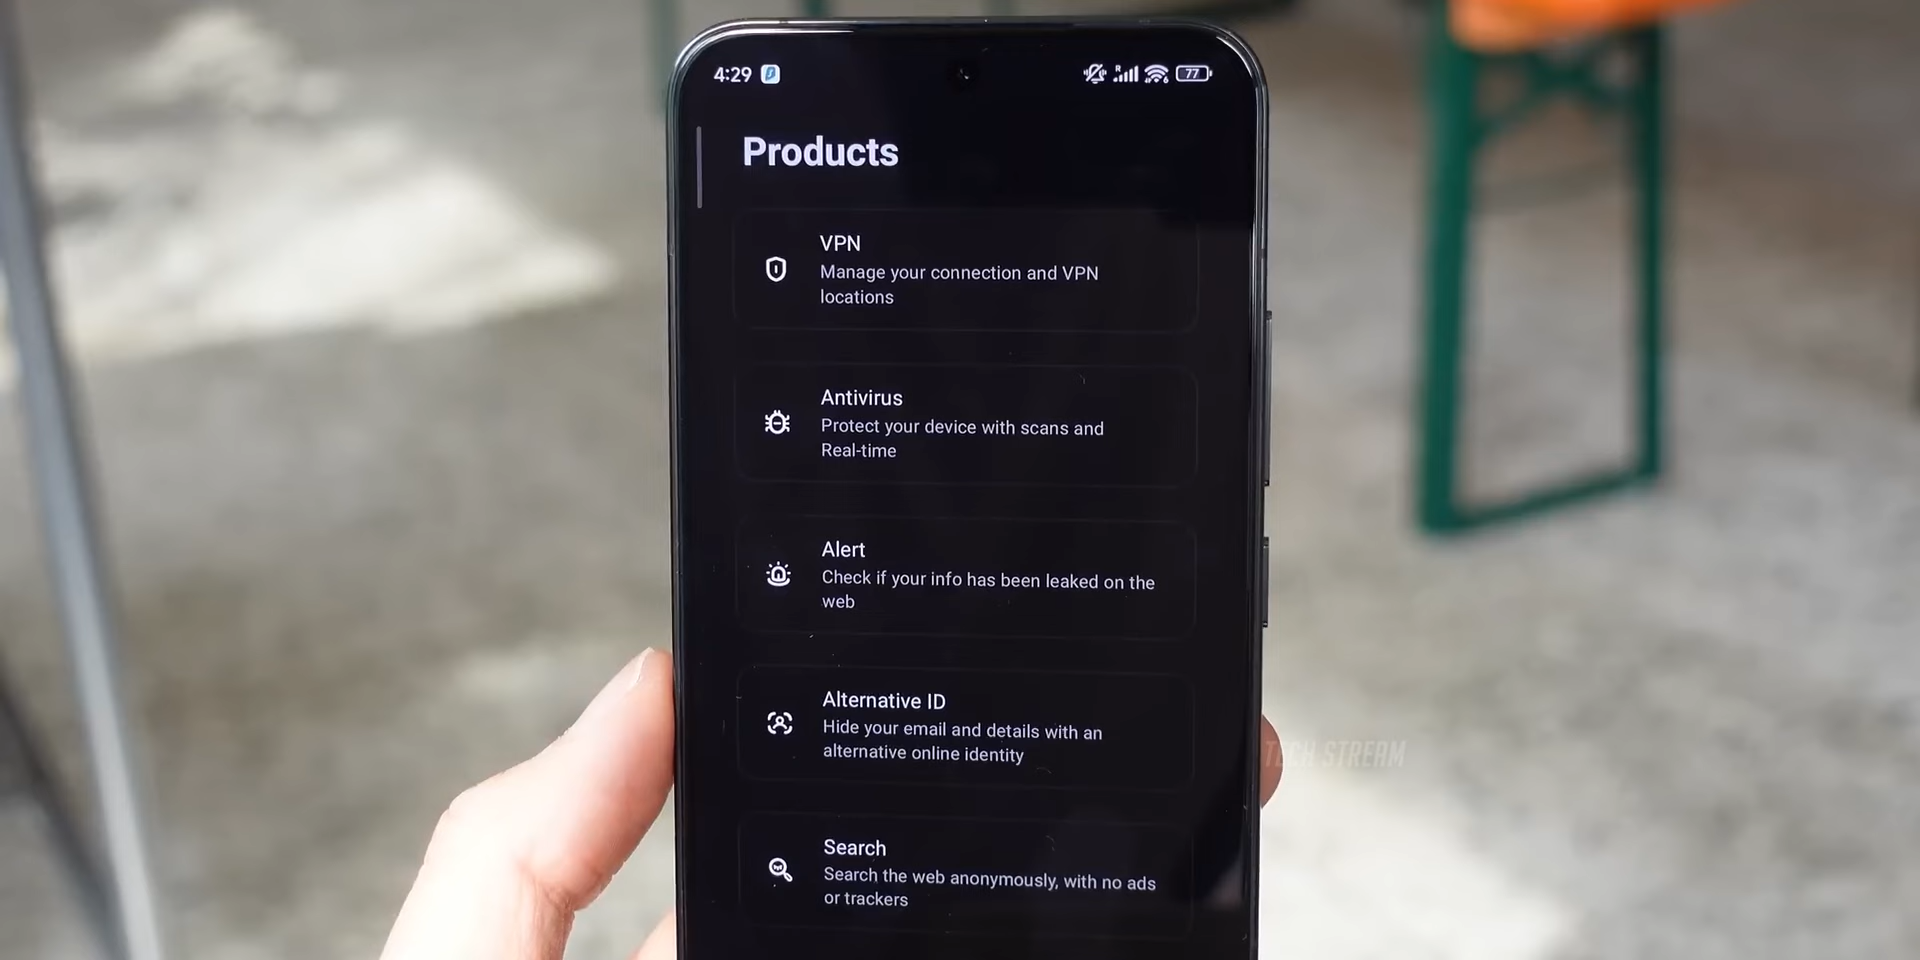 4:29
R
77
Products
VPN
Manage your connection and VPN
locations
Antivirus
Protect your device with scans and
Real-time
Alert
Check if your info has been leaked on the
web
Alternative ID
Hide your email and details with an
alternative online identity
Search
Search the web anonymously, with no ads
or trackers
TECH STREAM